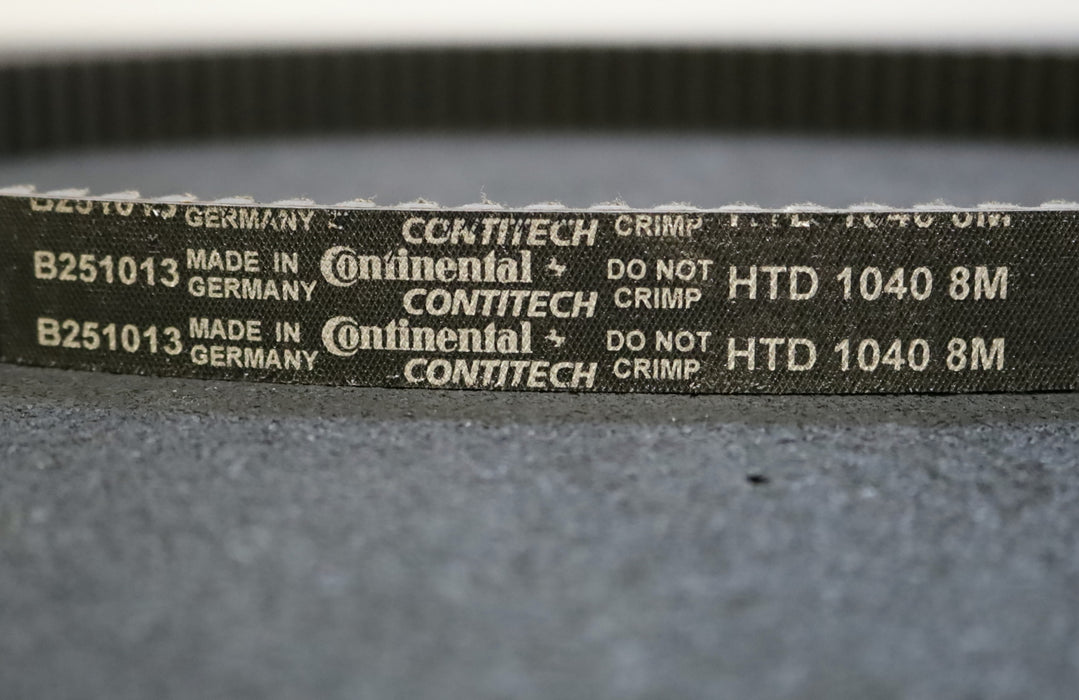 GERMANY CONTITECH CRIMP
B251013 MADE IN GERMANY Continental CONTITECH DO NOT CRIMP HTD 1040 8M
B251013 MADE IN GERMANY Continental CONTITECH DO NOT CRIMP HTD 1040 8M